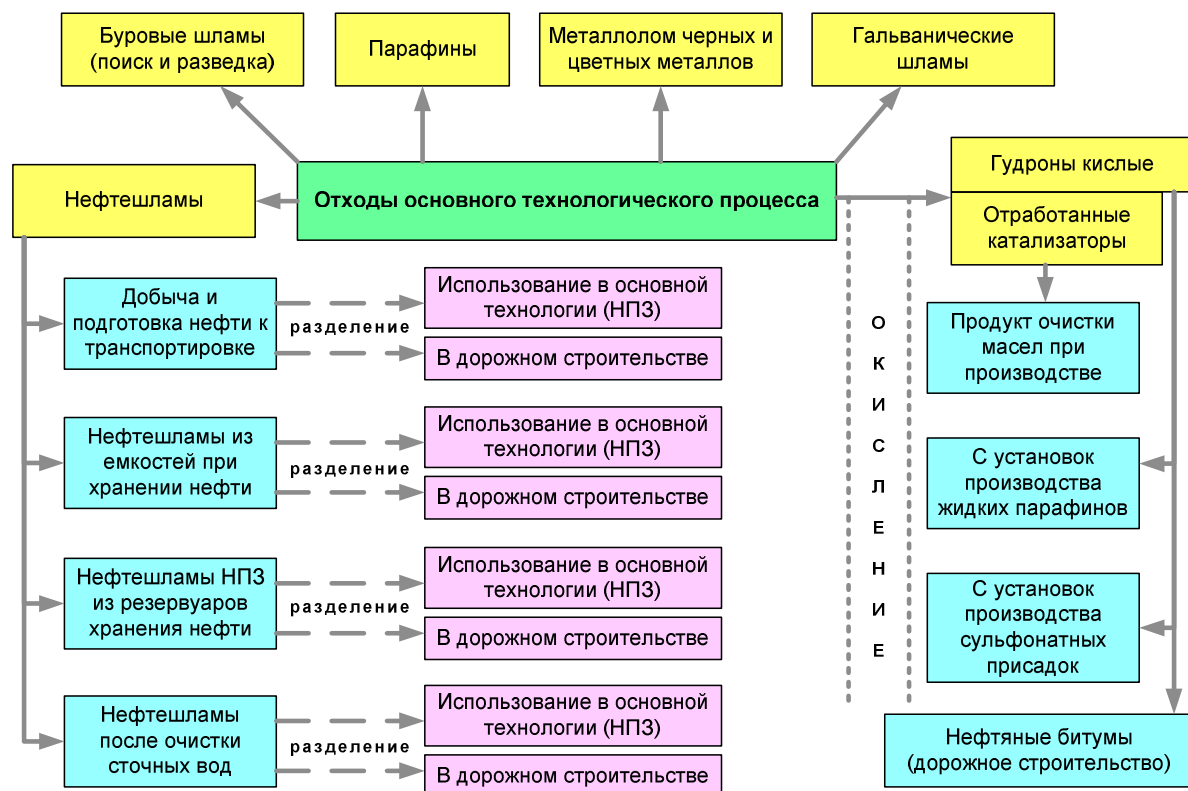 Буровые шламы
(поиск и разведка)
Парафины
Металлолом черных и
цветных металлов
Гальванические
шламы
Нефтешламы
Отходы основного технологического процесса
Гудроны кислые
Отработанные
катализаторы
Добыча и
подготовка нефти к
транспортировке
разделение
Использование в основной
технологии (НПЗ)
В дорожном строительстве
Нефтешламы из
емкостей при
хранении нефти
разделение
Использование в основной
технологии (НПЗ)
В дорожном строительстве
Нефтешламы НПЗ
из резервуаров
хранения нефти
разделение
Использование в основной
технологии (НПЗ)
В дорожном строительстве
Нефтешламы
после очистки
сточных вод
разделение
Использование в основной
технологии (НПЗ)
В дорожном строительстве
О
К
И
С
Л
Е
Н
И
Е
Продукт очистки
масел при
производстве
С установок
производства
жидких парафинов
С установок
производства
сульфонатных
присадок
Нефтяные битумы
(дорожное строительство)